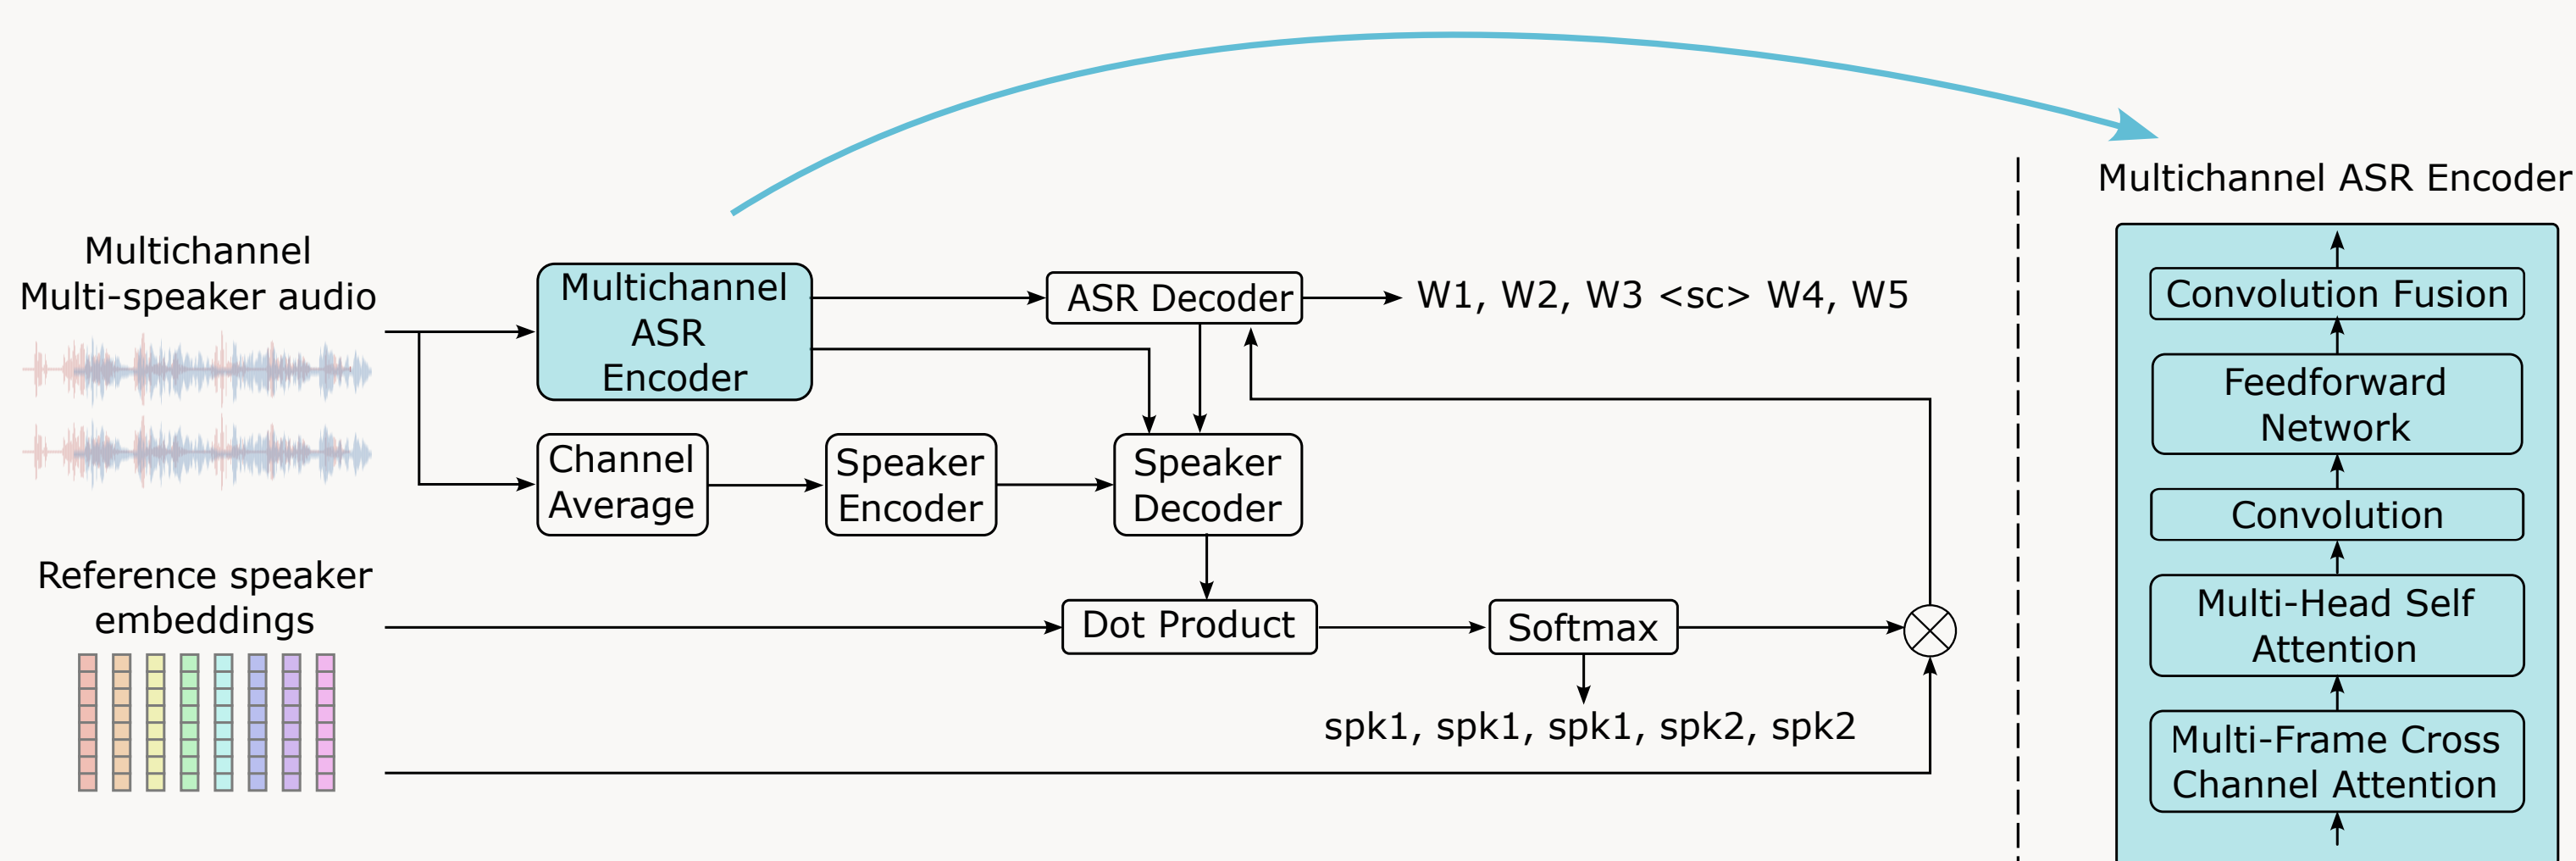 Multichannel
Multi-speaker audio
Reference speaker
embeddings
Multichannel
ASR
Encoder
Channel
Average
Speaker
Encoder
ASR Decoder
W1, W2, W3 <sc> W4, W5
Speaker
Decoder
Dot Product
Softmax
spk1, spk1, spk1, spk2, spk2
Multichannel ASR Encoder
Convolution Fusion
Feedforward
Network
Convolution
Multi-Head Self
Attention
Multi-Frame Cross
Channel Attention